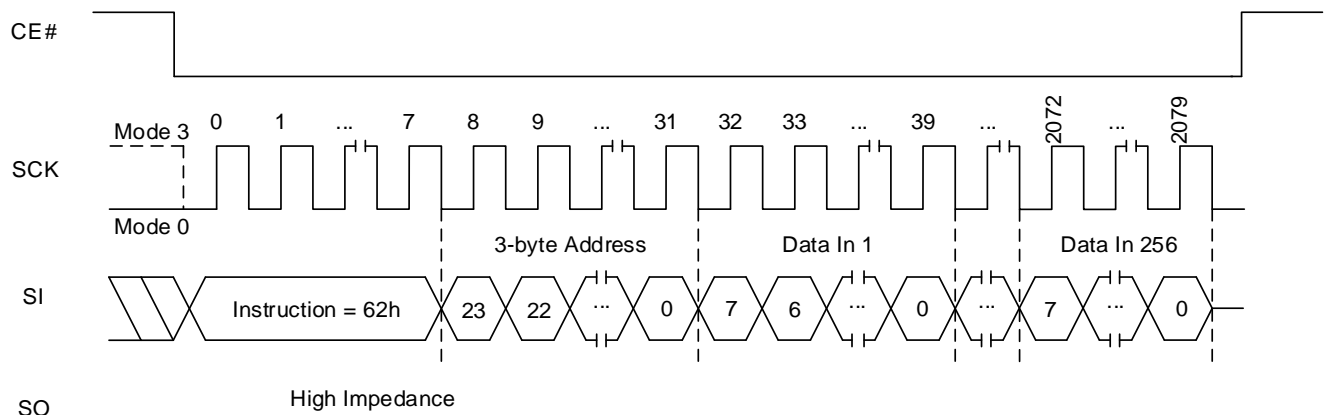 CE#
0 1 ... 7 8 9 ... 31 32 33 ... 39 ... 2072 ... 2079
Mode 3
SCK
Mode 0
3-byte Address Data In 1 Data In 256
SI Instruction = 62h 23 22 ... 0 7 6 ... 0 ... 7 ... 0
High Impedance
SO